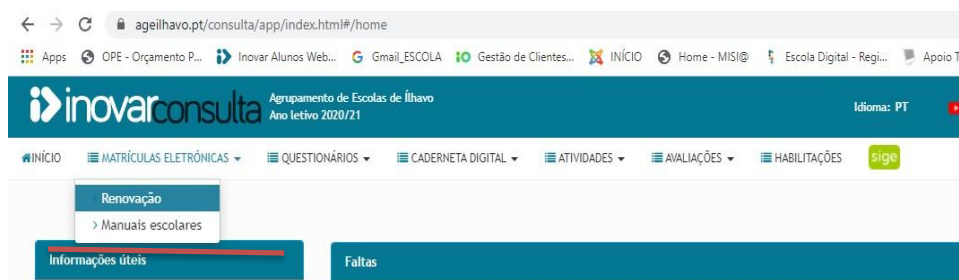 ageilhavo.pt/consulta/app/index.html#/home
Apps OPE - Orçamento P... Inovar Alunos Web... Gmail_ESCOLA Gestão de Clientes... INÍCIO Home - MISI@ Escola Digital - Regi... Apoio T
inovarconsulta
Agrupamento de Escolas de Ílhavo
Ano letivo 2020/21
Idioma: PT
INÍCIO MATRÍCULAS ELETRÓNICAS QUESTIONÁRIOS CADERNETA DIGITAL ATIVIDADES AVALIAÇÕES HABILITAÇÕES sige
> Renovação
> Manuais escolares
Informações úteis
Faltas